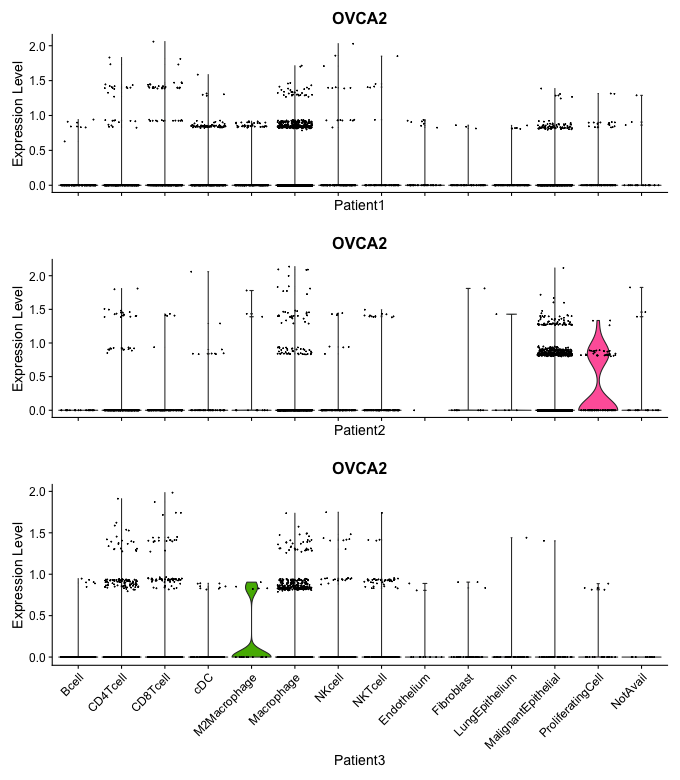 OVCA2
Expression Level
2.0
1.5
1.0
0.5
0.0
Patient1
OVCA2
Expression Level
2.0
1.5
1.0
0.5
0.0
Patient2
OVCA2
Expression Level
2.0
1.5
1.0
0.5
0.0
Bcell
CD4Tcell
CD8Tcell
cDC
M2Macrophage
Macrophage
NKcell
NKTcell
Endothelium
Fibroblast
LungEpithelium
MalignantEpithelial
ProliferatingCell
NotAvail
Patient3